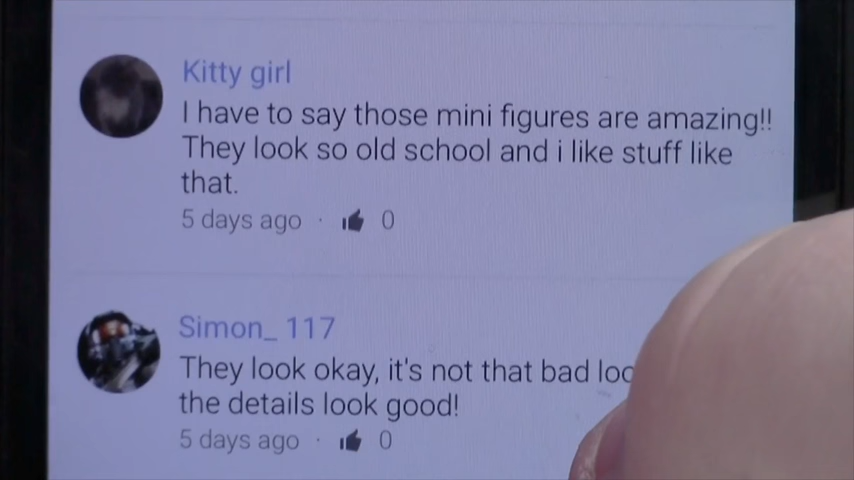 Kitty girl
I have to say those mini figures are amazing!!
They look so old school and i like stuff like
that.
5 days ago · 0
Simon_ 117
They look okay, it's not that bad
the details look good!
5 days ago · 0